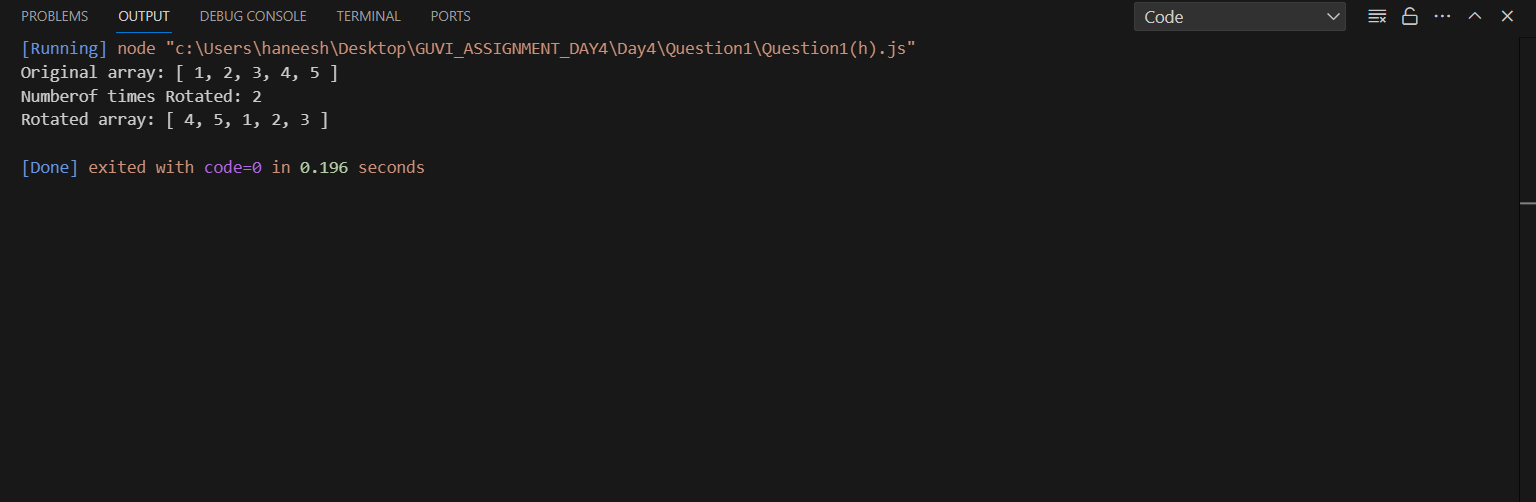 PROBLEMS OUTPUT DEBUG CONSOLE TERMINAL PORTS Code
[Running] node "c:\Users\haneesh\Desktop\GUVI_ASSIGNMENT_DAY4\Day4\Question1\Question1(h).js"
Original array: [ 1, 2, 3, 4, 5 ]
Numberof times Rotated: 2
Rotated array: [ 4, 5, 1, 2, 3 ]
[Done] exited with code=0 in 0.196 seconds